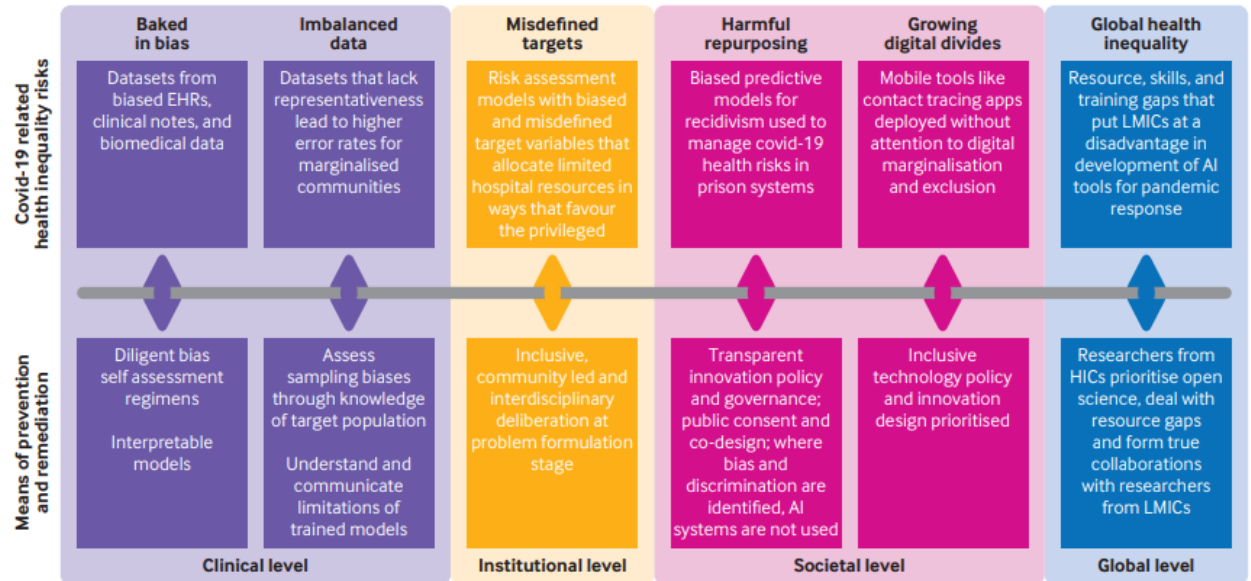 Baked
in bias
Imbalanced
data
Misdefined
targets
Harmful
repurposing
Growing
digital divides
Global health
inequality
Covid-19 related
health inequality risks
Datasets from
biased EHRs,
clinical notes, and
biomedical data
Datasets that lack
representativeness
lead to higher
error rates for
marginalised
communities
Risk assessment
models with biased
and misdefined
target variables that
allocate limited
hospital resources in
ways that favour
the privileged
Biased predictive
models for
recidivism used to
manage covid-19
health risks in
prison systems
Mobile tools like
contact tracing apps
deployed without
attention to digital
marginalisation
and exclusion
Resource, skills, and
training gaps that
put LMICs at a
disadvantage in
development of AI
tools for pandemic
response
Means of prevention
and remediation
Diligent bias
self assessment
regimens
Interpretable
models
Assess
sampling biases
through knowledge
of target population
Understand and
communicate
limitations of
trained models
Inclusive,
community led and
interdisciplinary
deliberation at
problem formulation
stage
Transparent
innovation policy
and governance;
public consent and
co-design; where
bias and
discrimination are
identified, AI
systems are not used
Inclusive
technology policy
and innovation
design prioritised
Researchers from
HICs prioritise open
science, deal with
resource gaps
and form true
collaborations
with researchers
from LMICs
Clinical level
Institutional level
Societal level
Global level